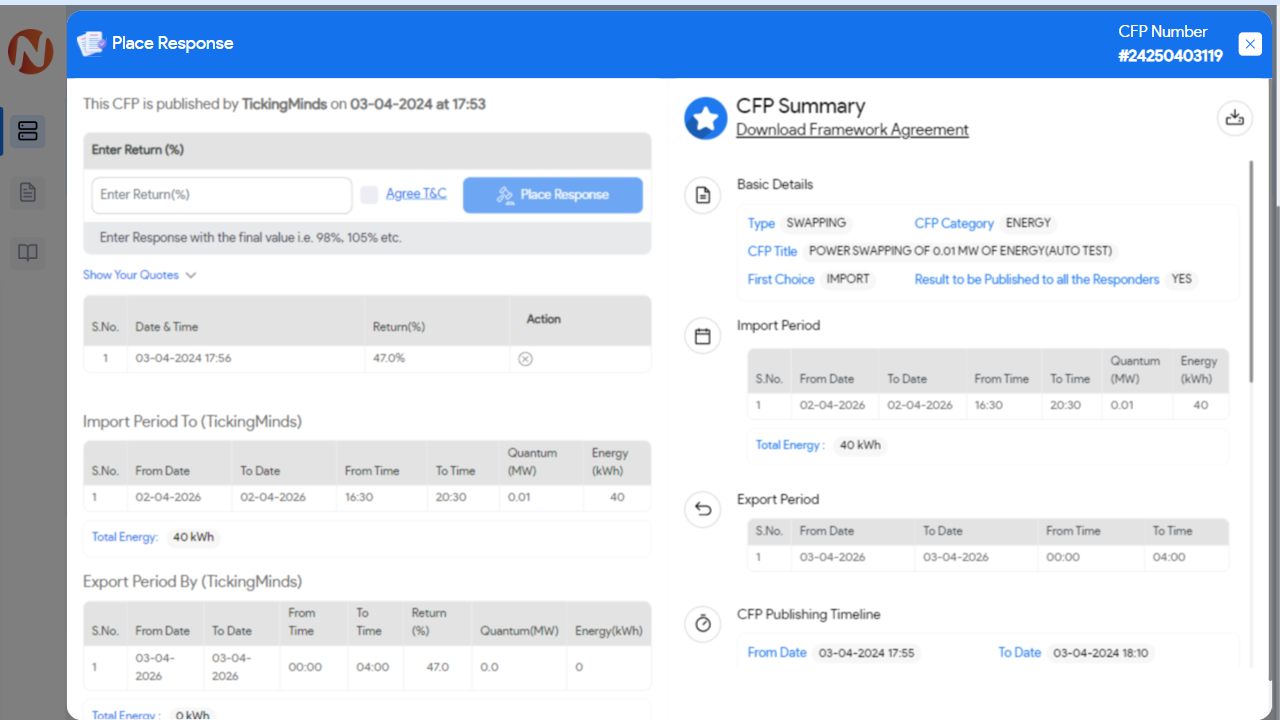 Place Response
CFP Number
#24250403119
This CFP is published by TickingMinds on 03-04-2024 at 17:53
Enter Return (%)
Enter Return(%)
Agree T&C
Place Response
Enter Response with the final value i.e. 98%, 105% etc.
Show Your Quotes
S.No. Date & Time Return(%) Action
1 03-04-2024 17:56 47.0%
Import Period To (TickingMinds)
S.No. From Date To Date From Time To Time Quantum (MW) Energy (kWh)
1 02-04-2026 02-04-2026 16:30 20:30 0.01 40
Total Energy: 40 kWh
Export Period By (TickingMinds)
S.No. From Date To Date From Time To Time Return (%) Quantum(MW) Energy(kWh)
1 03-04-2026 03-04-2026 00:00 04:00 47.0 0.0 0
Total Energy : 0 kWh
CFP Summary
Download Framework Agreement
Basic Details
Type SWAPPING CFP Category ENERGY
CFP Title POWER SWAPPING OF 0.01 MW OF ENERGY(AUTO TEST)
First Choice IMPORT Result to be Published to all the Responders YES
Import Period
S.No. From Date To Date From Time To Time Quantum (MW) Energy (kWh)
1 02-04-2026 02-04-2026 16:30 20:30 0.01 40
Total Energy : 40 kWh
Export Period
S.No. From Date To Date From Time To Time
1 03-04-2026 03-04-2026 00:00 04:00
CFP Publishing Timeline
From Date 03-04-2024 17:55 To Date 03-04-2024 18:10